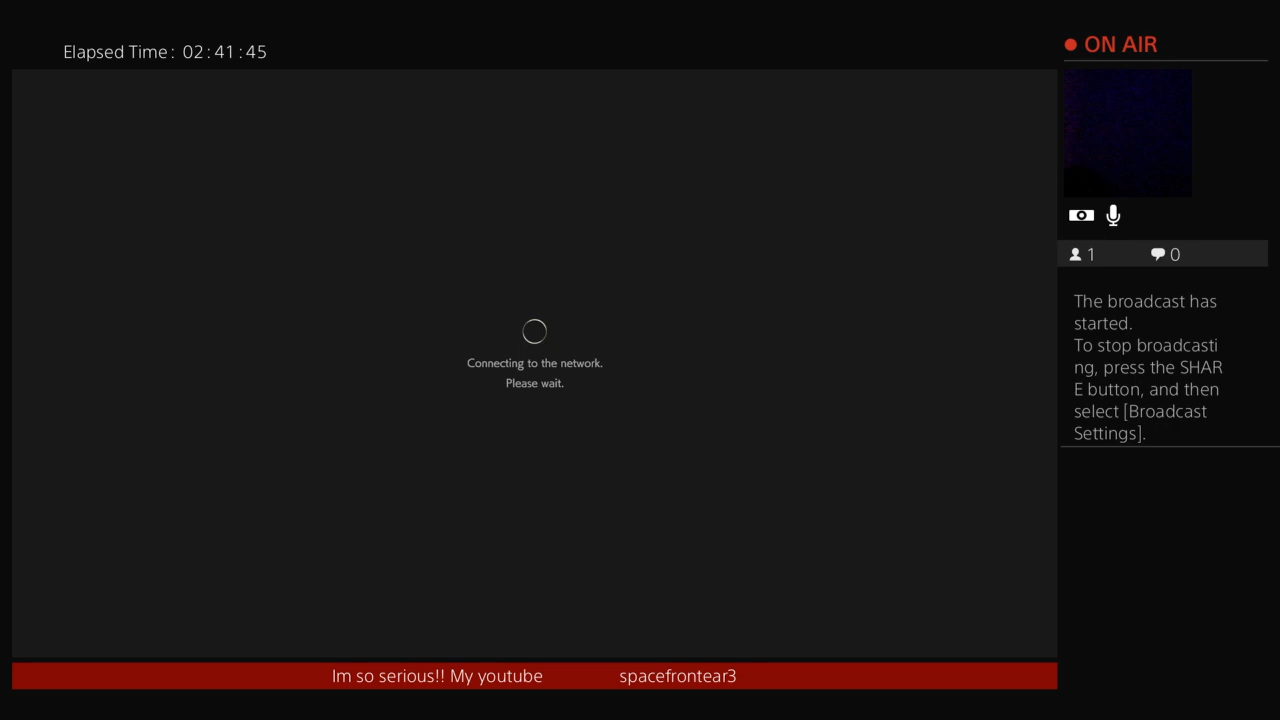 Elapsed Time: 02:41:45
ON AIR
1 0
The broadcast has
started.
To stop broadcasti
ng, press the SHAR
E button, and then
select [Broadcast
Settings].
Connecting to the network.
Please wait.
Im so serious!! My youtube spacefrontear3